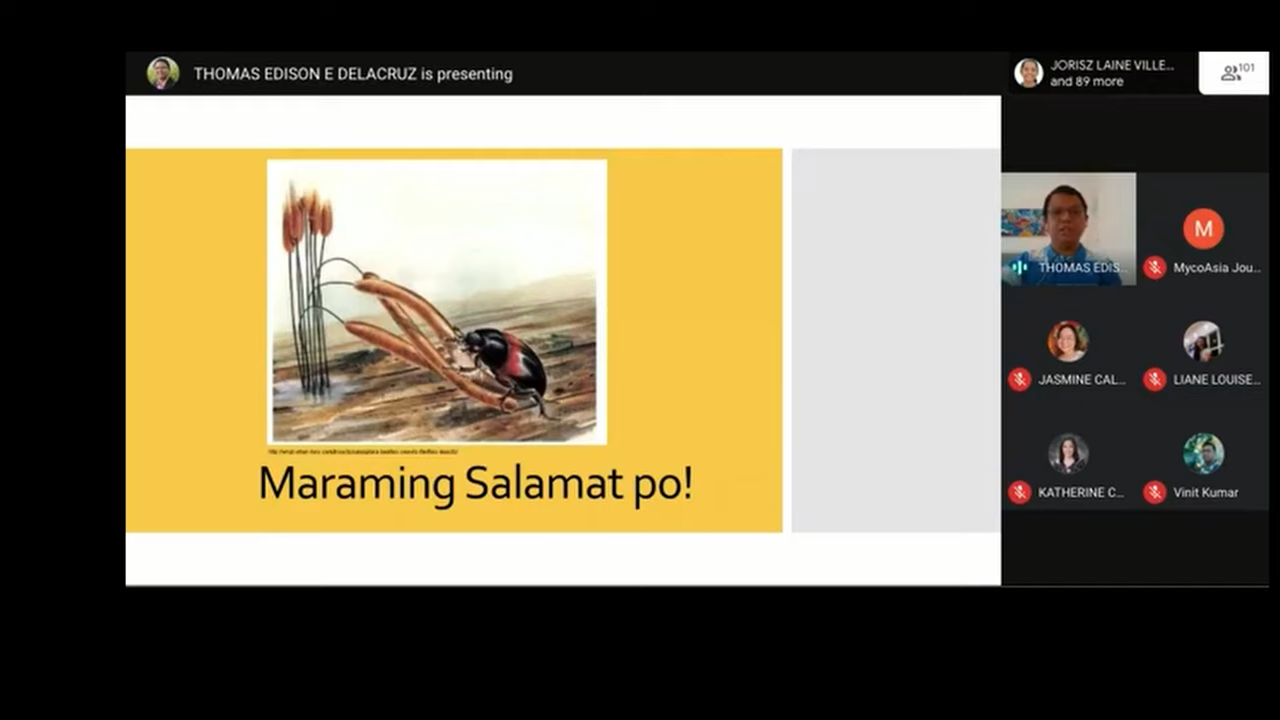 THOMAS EDISON E DELACRUZ is presenting
JORISZ LAINE VILLE...
and 89 more
101
Maraming Salamat po!
THOMAS EDIS...
M
MycoAsia Jou...
JASMINE CAL...
LIANE LOUISE...
KATHERINE C...
Vinit Kumar